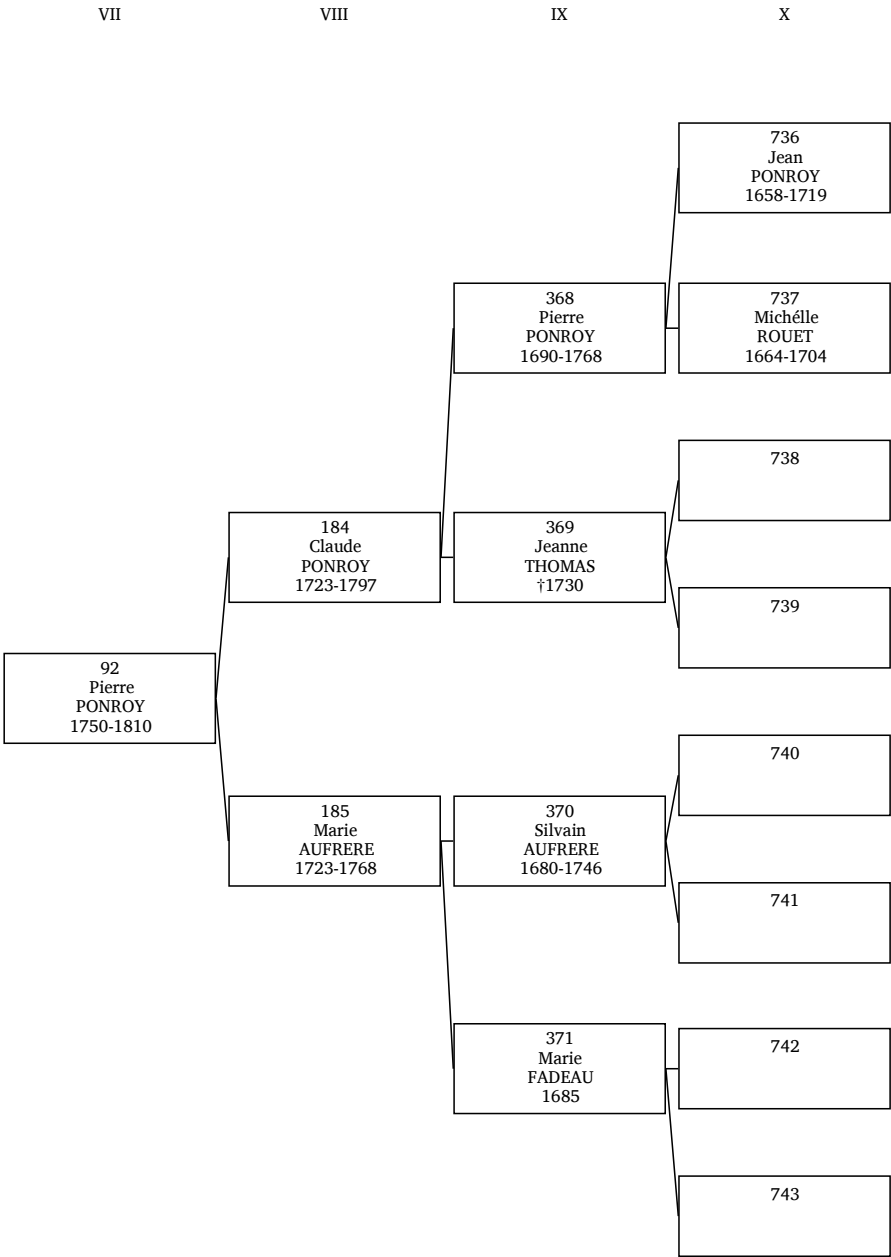 VII VIII IX X
736
Jean
PONROY
1658-1719
368
Pierre
PONROY
1690-1768
737
Michélle
ROUET
1664-1704
738
184
Claude
PONROY
1723-1797
369
Jeanne
THOMAS
†1730
739
92
Pierre
PONROY
1750-1810
740
185
Marie
AUFRERE
1723-1768
370
Silvain
AUFRERE
1680-1746
741
371
Marie
FADEAU
1685
742
743